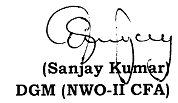 (Sanjay Kumar)
DGM (NWO-II CFA)